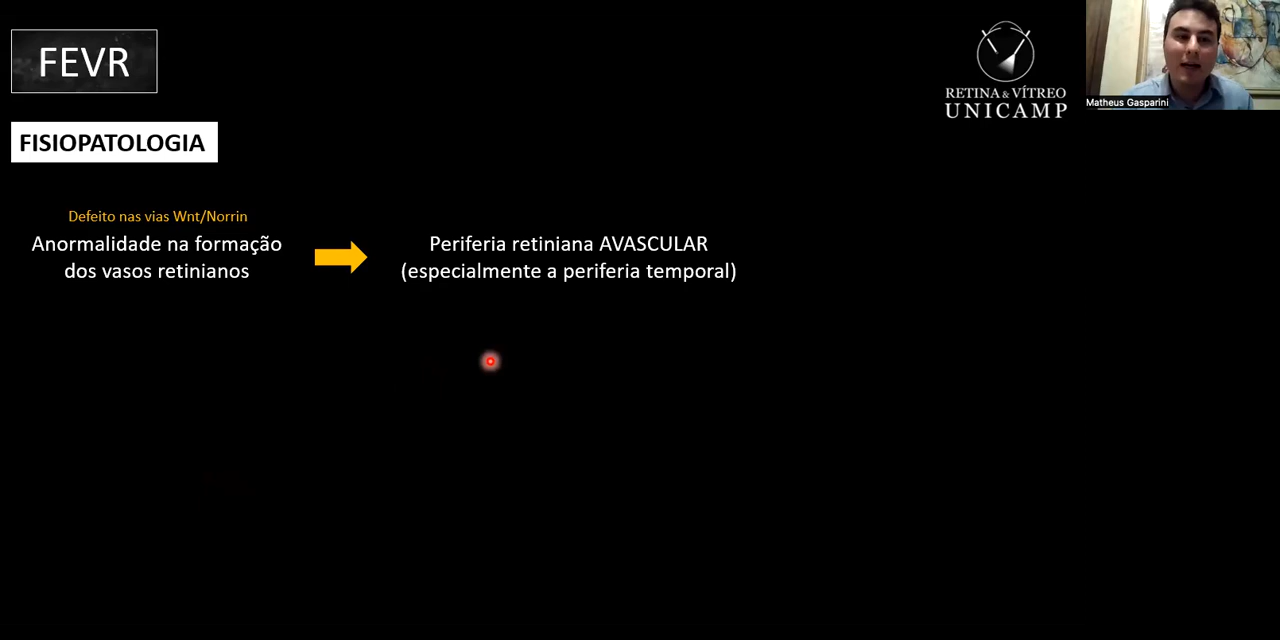 FEVR
RETINA & VÍTREO
UNICAMP
Matheus Gasparini
FISIOPATOLOGIA
Defeito nas vias Wnt/Norrin
Anormalidade na formação
dos vasos retinianos
Periferia retiniana AVASCULAR
(especialmente a periferia temporal)